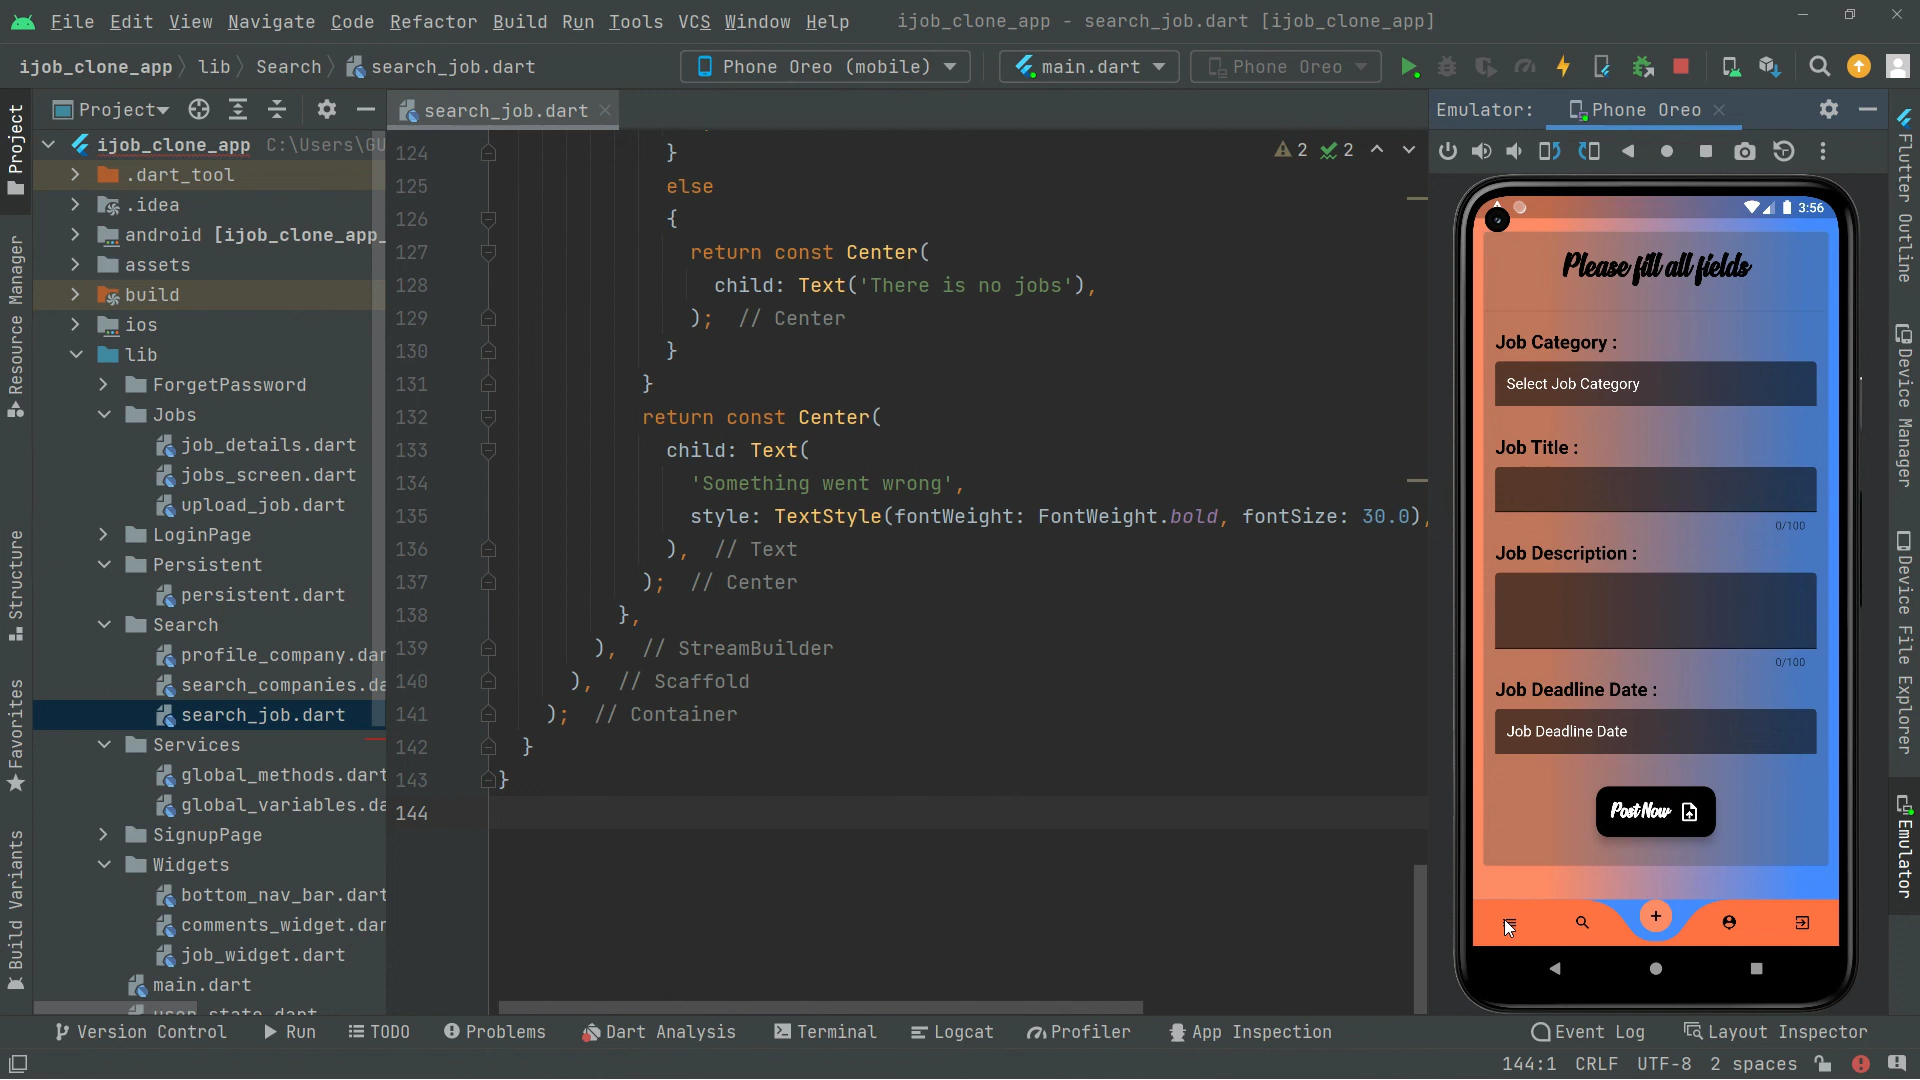 File Edit View Navigate Code Refactor Build Run Tools VCS Window Help ijob_clone_app - search_job.dart [ijob_clone_app]
ijob_clone_app lib Search search_job.dart Phone Oreo (mobile) main.dart Phone Oreo
Project search_job.dart Emulator: Phone Oreo
ijob_clone_app C:\Users\GU
.dart_tool
.idea
android [ijob_clone_app_
assets
build
ios
lib
ForgetPassword
Jobs
job_details.dart
jobs_screen.dart
upload_job.dart
LoginPage
Persistent
persistent.dart
Search
profile_company.dar
search_companies.da
search_job.dart
Services
global_methods.dart
global_variables.da
SignupPage
Widgets
bottom_nav_bar.dart
comments_widget.dar
job_widget.dart
main.dart
user_state.dart
Project
Resource Manager
Structure
Favorites
Build Variants
2 2
124 }
125 else
126 {
127 return const Center(
128 child: Text('There is no jobs'),
129 ); // Center
130 }
131 }
132 return const Center(
133 child: Text(
134 'Something went wrong',
135 style: TextStyle(fontWeight: FontWeight.bold, fontSize: 30.0),
136 ), // Text
137 ); // Center
138 },
139 ), // StreamBuilder
140 ), // Scaffold
141 ); // Container
142 }
143 }
144
3:56
Please fill all fields
Job Category :
Select Job Category
Job Title :
0/100
Job Description :
0/100
Job Deadline Date :
Job Deadline Date
Post Now
Flutter Outline
Device Manager
Device File Explorer
Emulator
Version Control Run TODO Problems Dart Analysis Terminal Logcat Profiler App Inspection Event Log Layout Inspector
144:1 CRLF UTF-8 2 spaces